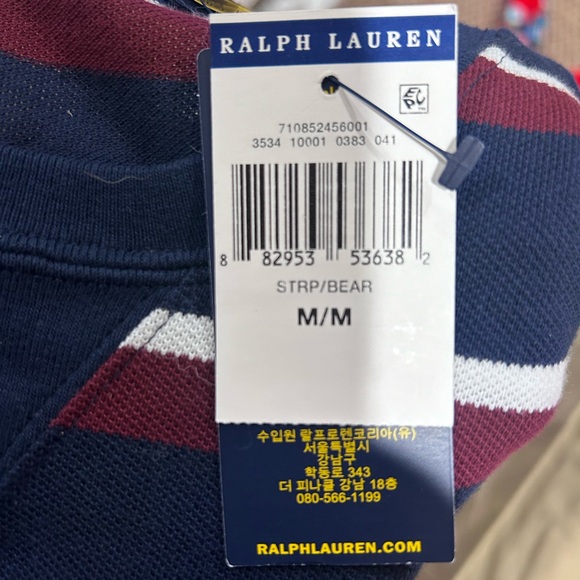 RALPH LAUREN
EPC
710852456001
3534 10001 0383 041
8 82953 53638 2
STRP/BEAR
M/M
수입원 랄프로렌코리아(유)
서울특별시
강남구
학동로 343
더 피나클 강남 18층
080-566-1199
RALPHLAUREN.COM